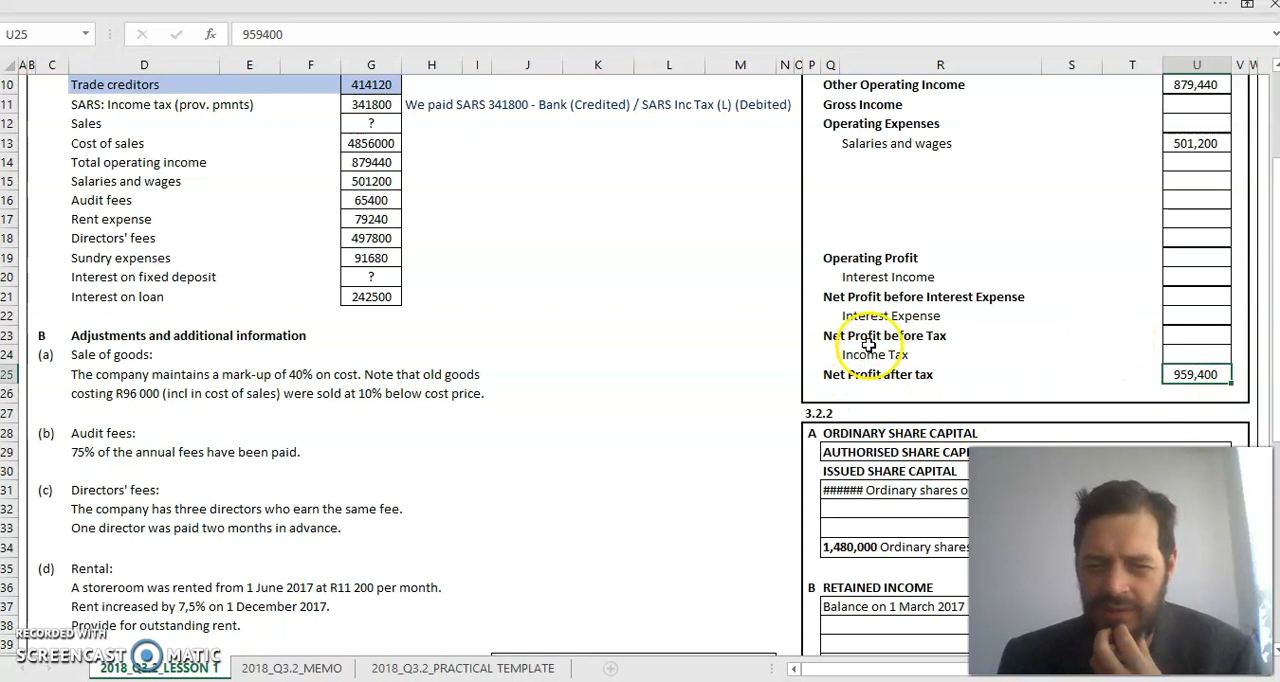 U25 fx 959400
A B C D E F G H I J K L M N O P Q R S T U V W
10 Trade creditors 414120 Other Operating Income 879,440
11 SARS: Income tax (prov. pmnts) 341800 We paid SARS 341800 - Bank (Credited) / SARS Inc Tax (L) (Debited) Gross Income
12 Sales ? Operating Expenses
13 Cost of sales 4856000 Salaries and wages 501,200
14 Total operating income 879440
15 Salaries and wages 501200
16 Audit fees 65400
17 Rent expense 79240
18 Directors' fees 497800
19 Sundry expenses 91680 Operating Profit
20 Interest on fixed deposit ? Interest Income
21 Interest on loan 242500 Net Profit before Interest Expense
22 Interest Expense
23 B Adjustments and additional information Net Profit before Tax
24 (a) Sale of goods: Income Tax
25 The company maintains a mark-up of 40% on cost. Note that old goods Net Profit after tax 959,400
26 costing R96 000 (incl in cost of sales) were sold at 10% below cost price.
27 3.2.2
28 (b) Audit fees: A ORDINARY SHARE CAPITAL
29 75% of the annual fees have been paid. AUTHORISED SHARE CAP
30 ISSUED SHARE CAPITAL
31 (c) Directors' fees: ###### Ordinary shares o
32 The company has three directors who earn the same fee.
33 One director was paid two months in advance.
34 1,480,000 Ordinary shares
35 (d) Rental:
36 A storeroom was rented from 1 June 2017 at R11 200 per month. B RETAINED INCOME
37 Rent increased by 7,5% on 1 December 2017. Balance on 1 March 2017
38 Provide for outstanding rent.
39
RECORDED WITH
SCREENCAST MATIC
2018_Q3.2_LESSON 1 2018_Q3.2_MEMO 2018_Q3.2_PRACTICAL TEMPLATE